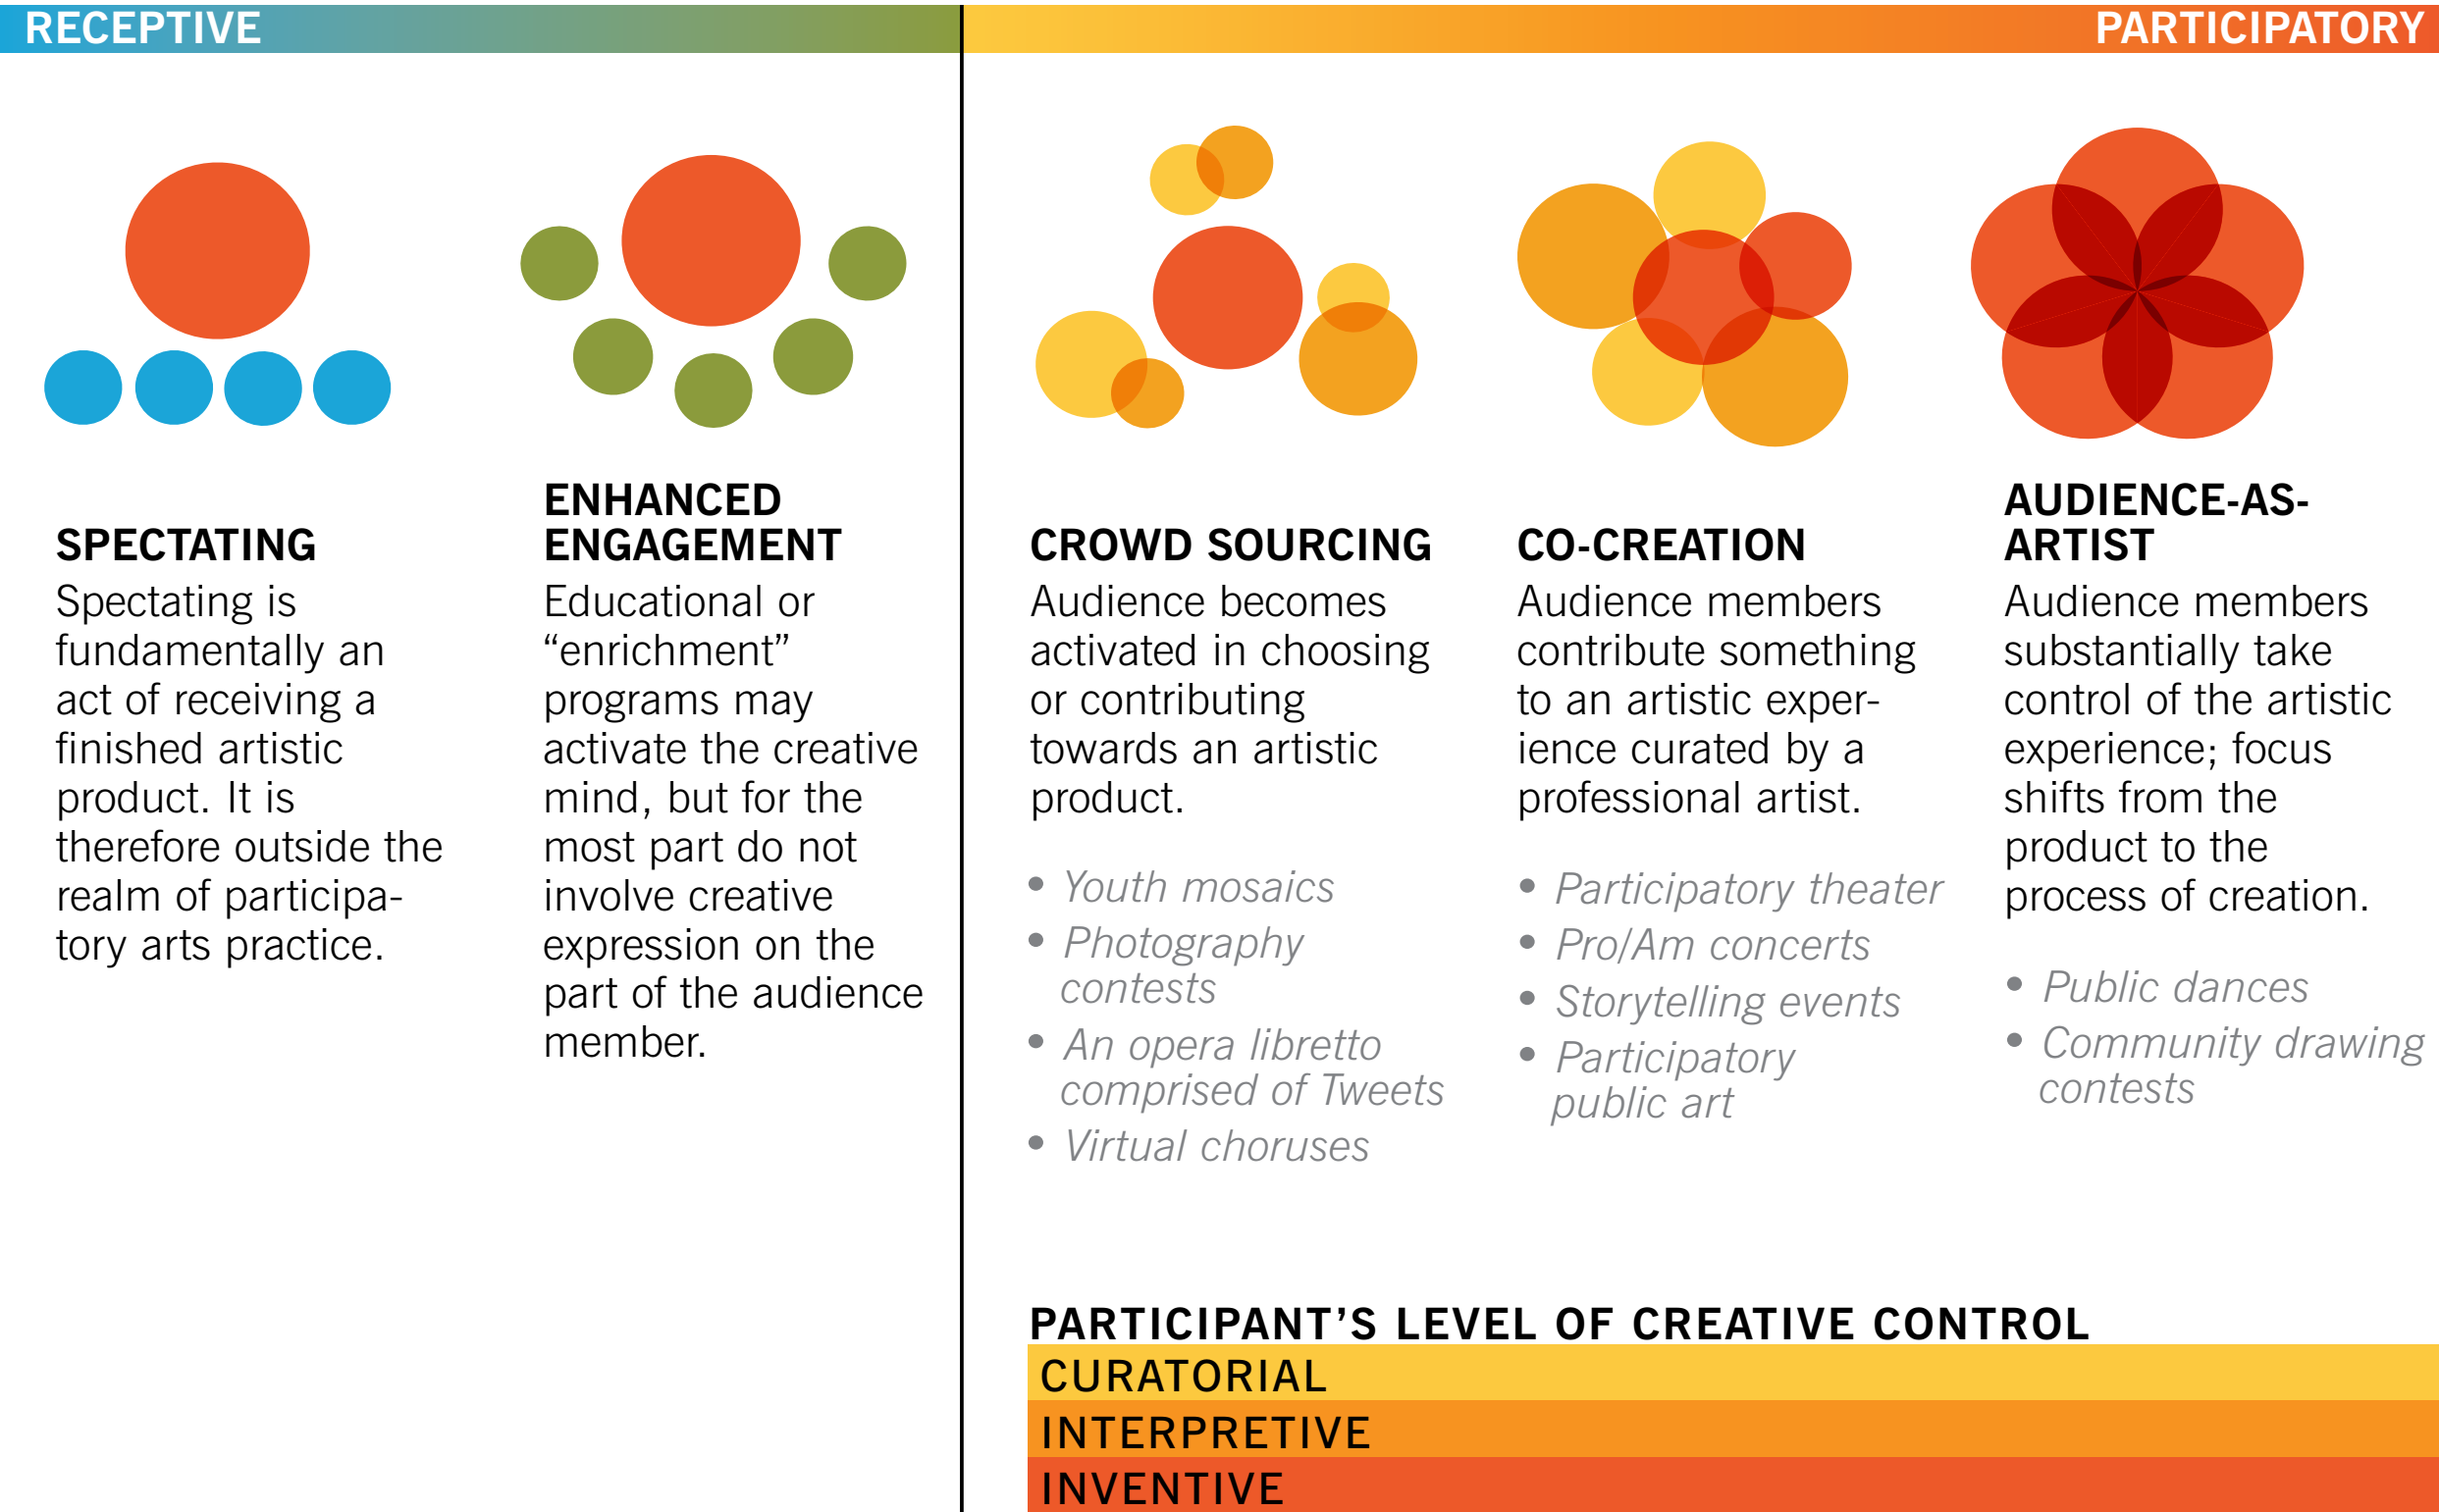 RECEPTIVE
PARTICIPATORY
SPECTATING
Spectating is
fundamentally an
act of receiving a
finished artistic
product. It is
therefore outside the
realm of participa-
tory arts practice.
ENHANCED
ENGAGEMENT
Educational or
“enrichment”
programs may
activate the creative
mind, but for the
most part do not
involve creative
expression on the
part of the audience
member.
CROWD SOURCING
Audience becomes
activated in choosing
or contributing
towards an artistic
product.
• Youth mosaics
• Photography
contests
• An opera libretto
comprised of Tweets
• Virtual choruses
CO-CREATION
Audience members
contribute something
to an artistic exper-
ience curated by a
professional artist.
• Participatory theater
• Pro/Am concerts
• Storytelling events
• Participatory
public art
AUDIENCE-AS-
ARTIST
Audience members
substantially take
control of the artistic
experience; focus
shifts from the
product to the
process of creation.
• Public dances
• Community drawing
contests
PARTICIPANT’S LEVEL OF CREATIVE CONTROL
CURATORIAL
INTERPRETIVE
INVENTIVE